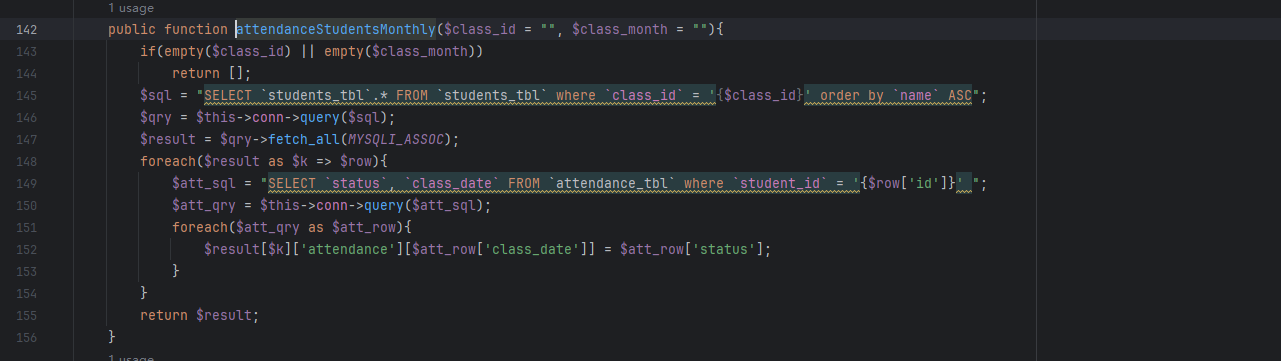 1 usage
142 public function attendanceStudentsMonthly($class_id = "", $class_month = ""){
143 if(empty($class_id) || empty($class_month))
144 return [];
145 $sql = "SELECT `students_tbl`.* FROM `students_tbl` where `class_id` = '{$class_id}' order by `name` ASC";
146 $qry = $this->conn->query($sql);
147 $result = $qry->fetch_all(MYSQLI_ASSOC);
148 foreach($result as $k => $row){
149 $att_sql = "SELECT `status`, `class_date` FROM `attendance_tbl` where `student_id` = '{$row['id']}' ";
150 $att_qry = $this->conn->query($att_sql);
151 foreach($att_qry as $att_row){
152 $result[$k]['attendance'][$att_row['class_date']] = $att_row['status'];
153 }
154 }
155 return $result;
156 }
1 usage